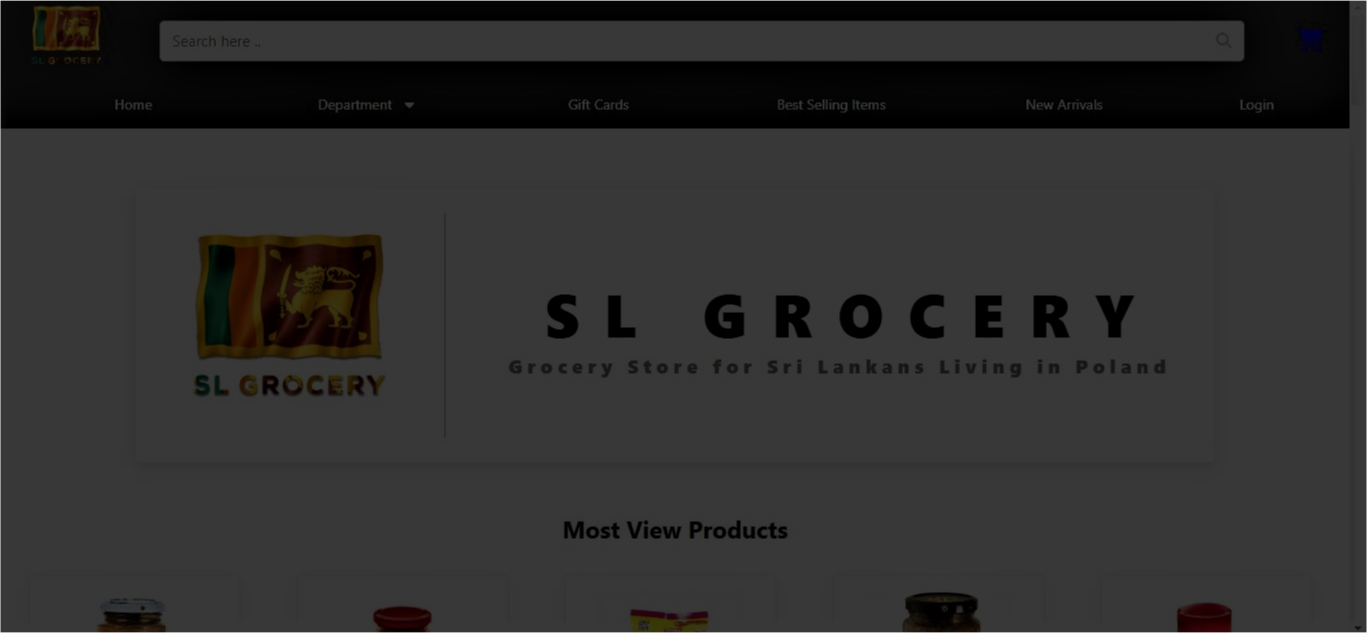 SL GROCERY
Search here ..
Home
Department
Gift Cards
Best Selling Items
New Arrivals
Login
SL GROCERY
SL GROCERY
Grocery Store for Sri Lankans Living in Poland
Most View Products